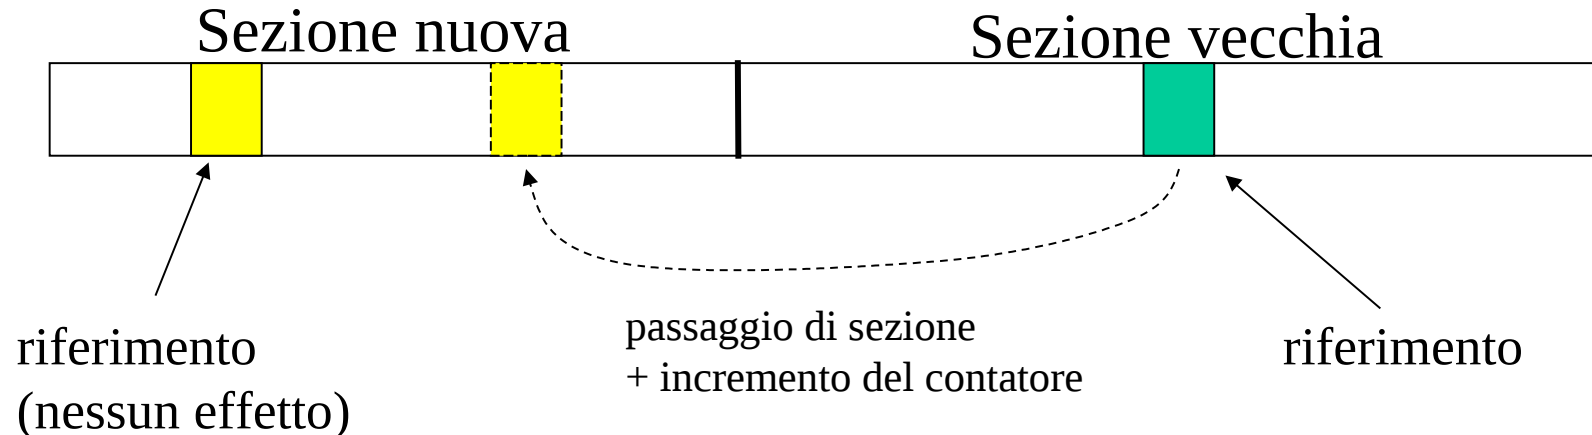 Sezione nuova
Sezione vecchia
riferimento
(nessun effetto)
passaggio di sezione
+ incremento del contatore
riferimento